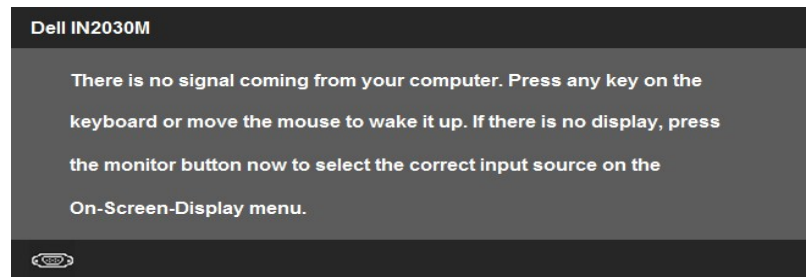 Dell IN2030M
There is no signal coming from your computer. Press any key on the
keyboard or move the mouse to wake it up. If there is no display, press
the monitor button now to select the correct input source on the
On-Screen-Display menu.